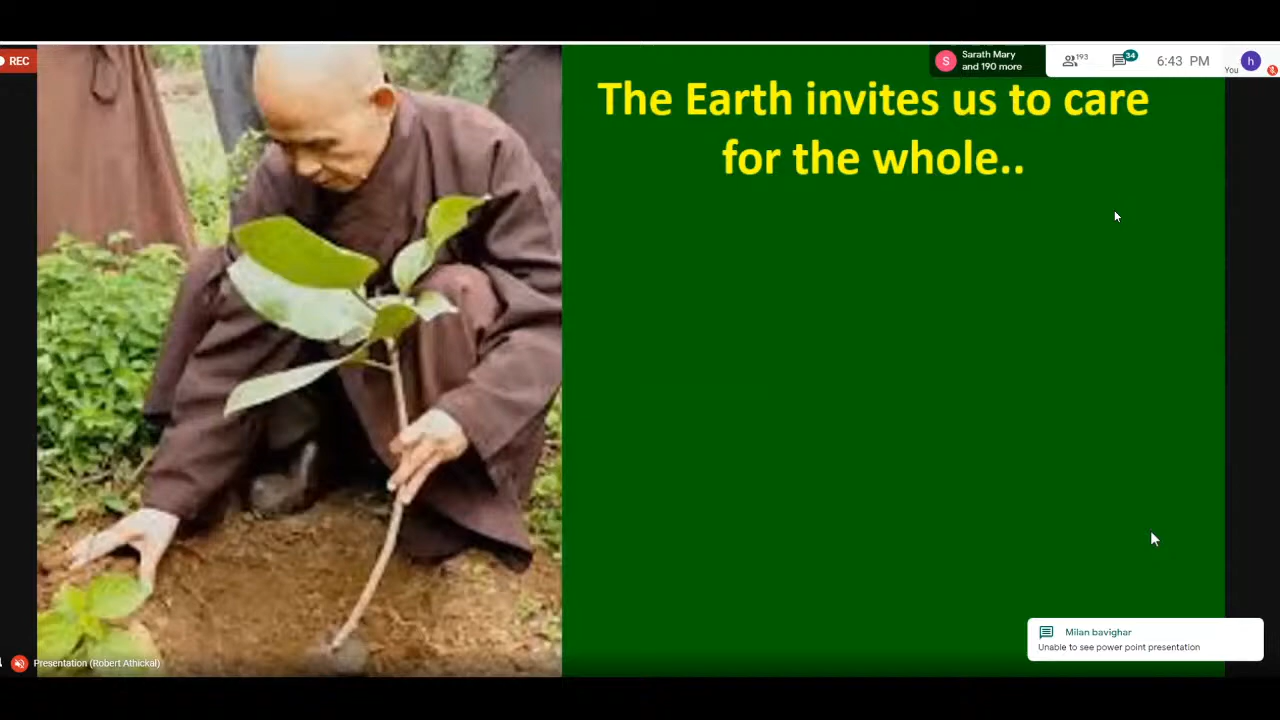 REC
Sarath Mary
and 190 more
193
34
6:43 PM
S
You
h
The Earth invites us to care
for the whole..
Milan bavighar
Unable to see power point presentation
Presentation (Robert Athickal)